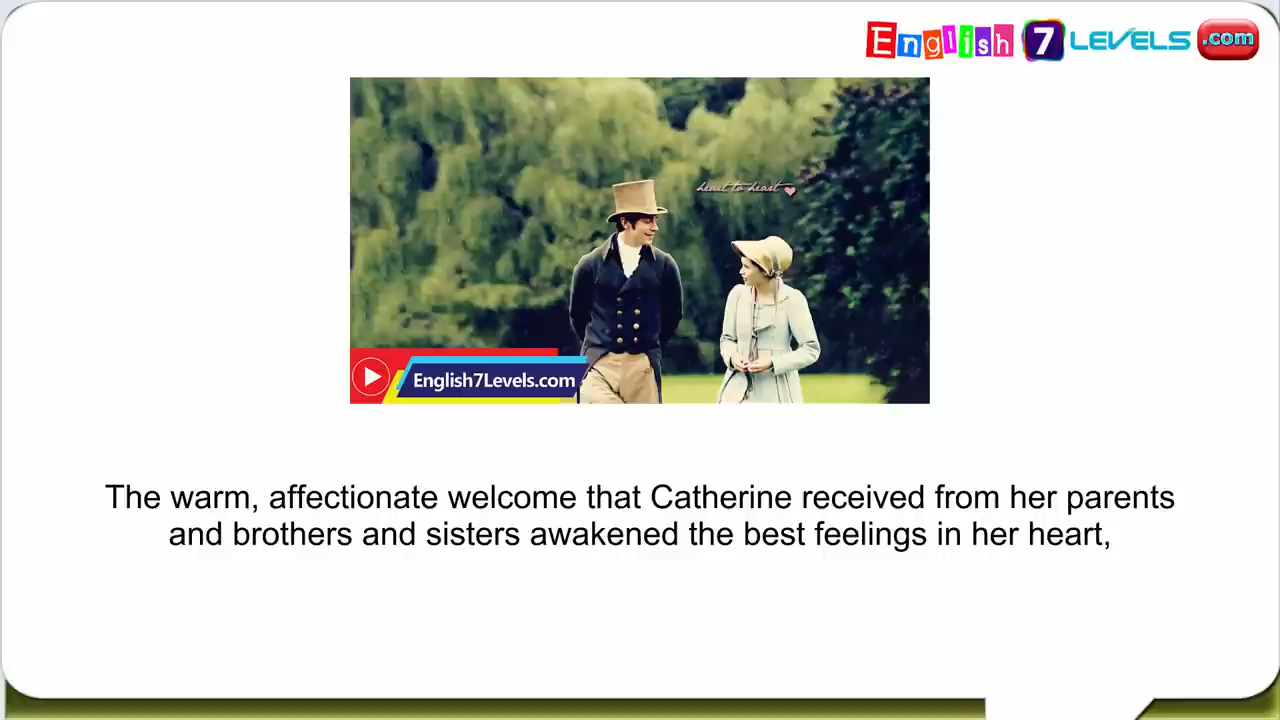 English 7 LEVELS .com
heart to heart
English7Levels.com
The warm, affectionate welcome that Catherine received from her parents
and brothers and sisters awakened the best feelings in her heart,